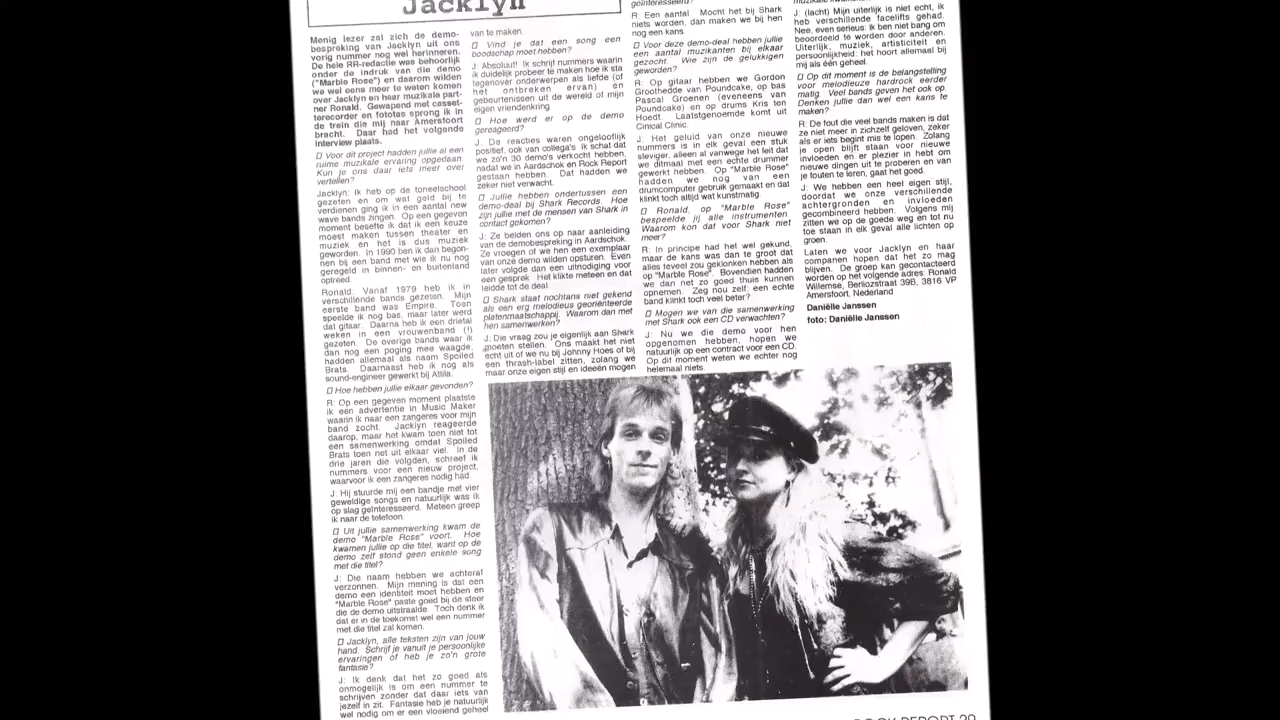 Jacklyn
Menig lezer zal zich de demo-
bespreking van Jacklyn uit ons
vorig nummer nog wel herinneren.
De hele RR-redactie was behoorlijk
onder de indruk van die demo
("Marble Rose") en daarom wilden
we wel eens meer te weten komen
over Jacklyn en haar muzikale part-
ner Ronald. Gewapend met casset-
terecorder en fototas sprong ik in
de trein die mij naar Amersfoort
bracht. Daar had het volgende
interview plaats.
▯ Voor dit project hadden jullie al een
ruime muzikale ervaring opgedaan.
Kun je ons daar iets meer over
vertellen?
Jacklyn: Ik heb op de toneelschool
gezeten en om wat geld bij te
verdienen ging ik in een aantal new
wave bands zingen. Op een gegeven
moment besefte ik dat ik een keuze
moest maken tussen theater en
muziek en het is dus muziek
geworden. In 1990 ben ik dan begon-
nen bij een band met wie ik nu nog
geregeld in binnen- en buitenland
optreed.
Ronald: Vanaf 1979 heb ik in
verschillende bands gezeten. Mijn
eerste band was Empire. Toen
speelde ik nog bas, maar later werd
dat gitaar. Daarna heb ik een drietal
weken in een vrouwenband (!)
gezeten. De overige bands waar ik
dan nog een poging mee waagde,
hadden allemaal als naam Spoiled
Brats. Daarnaast heb ik nog als
sound-engineer gewerkt bij Attila.
▯ Hoe hebben jullie elkaar gevonden?
R: Op een gegeven moment plaatste
ik een advertentie in Music Maker
waarin ik naar een zangeres voor mijn
band zocht. Jacklyn reageerde
daarop, maar het kwam toen niet tot
een samenwerking omdat Spoiled
Brats toen net uit elkaar viel. In de
drie jaren die volgden, schreef ik
nummers voor een nieuw project,
waarvoor ik een zangeres nodig had.
J: Hij stuurde mij een bandje met vier
geweldige songs en natuurlijk was ik
op slag geïnteresseerd. Meteen greep
ik naar de telefoon.
▯ Uit jullie samenwerking kwam de
demo "Marble Rose" voort. Hoe
kwamen jullie op die titel, want op de
demo zelf stond geen enkele song
met die titel?
J: Die naam hebben we achteraf
verzonnen. Mijn mening is dat een
demo een identiteit moet hebben en
"Marble Rose" paste goed bij de sfeer
die de demo uitstraalde. Toch denk ik
dat er in de toekomst wel een nummer
met die titel zal komen.
▯ Jacklyn, alle teksten zijn van jouw
hand. Schrijf je vanuit je persoonlijke
ervaringen of heb je zo'n grote
fantasie?
J: Ik denk dat het zo goed als
onmogelijk is om een nummer te
schrijven zonder dat daar iets van
jezelf in zit. Fantasie heb je natuurlijk
wel nodig om er een vloeiend geheel
van te maken.
▯ Vind je dat een song een
boodschap moet hebben?
J: Absoluut! Ik schrijf nummers waarin
ik duidelijk probeer te maken hoe ik sta
tegenover onderwerpen als liefde (of
het ontbreken ervan) en
gebeurtenissen uit de wereld of mijn
eigen vriendenkring.
▯ Hoe werd er op de demo
gereageerd?
J: De reacties waren ongelooflijk
positief, ook van collega's. Ik schat dat
we zo'n 30 demo's verkocht hebben,
nadat we in Aardschok en Rock Report
gestaan hebben. Dat hadden we
zeker niet verwacht.
▯ Jullie hebben ondertussen een
demo-deal bij Shark Records. Hoe
zijn jullie met de mensen van Shark in
contact gekomen?
J: Ze belden ons op naar aanleiding
van de demobespreking in Aardschok.
Ze vroegen of we hen een exemplaar
van onze demo wilden opsturen. Even
later volgde dan een uitnodiging voor
een gesprek. Het klikte meteen en dat
leidde tot de deal.
▯ Shark staat nochtans niet gekend
als een erg melodieus georiënteerde
platenmaatschappij. Waarom dan met
hen samenwerken?
J: Die vraag zou je eigenlijk aan Shark
moeten stellen. Ons maakt het niet
echt uit of we nu bij Johnny Hoes of bij
een thrash-label zitten, zolang we
maar onze eigen stijl en ideeën mogen
geïnteresseerd?
R: Een aantal. Mocht het bij Shark
niets worden, dan maken we bij hen
nog een kans.
▯ Voor deze demo-deal hebben jullie
een aantal muzikanten bij elkaar
gezocht. Wie zijn de gelukkigen
geworden?
R: Op gitaar hebben we Gordon
Groothedde van Poundcake, op bas
Pascal Groenen (eveneens van
Poundcake) en op drums Kris ten
Hoedt. Laatstgenoemde komt uit
Cinical Clinic.
J: Het geluid van onze nieuwe
nummers is in elk geval een stuk
steviger, alleen al vanwege het feit dat
we ditmaal met een echte drummer
gewerkt hebben. Op "Marble Rose"
hadden we nog van een
drumcomputer gebruik gemaakt en dat
klinkt toch altijd wat kunstmatig.
▯ Ronald, op "Marble Rose"
bespeelde jij alle instrumenten.
Waarom kon dat voor Shark niet
meer?
R: In principe had het wel gekund,
maar de kans was dan te groot dat
alles teveel zou geklonken hebben als
op "Marble Rose". Bovendien hadden
we dan net zo goed thuis kunnen
opnemen. Zeg nou zelf: een echte
band klinkt toch veel beter?
▯ Mogen we van die samenwerking
met Shark ook een CD verwachten?
J: Nu we die demo voor hen
opgenomen hebben, hopen we
natuurlijk op een contract voor een CD.
Op dit moment weten we echter nog
helemaal niets.
J: (lacht) Mijn uiterlijk is niet echt, ik
heb verschillende facelifts gehad.
Nee, even serieus: ik ben niet bang om
beoordeeld te worden door anderen.
Uiterlijk, muziek, artisticiteit en
persoonlijkheid: het hoort allemaal bij
mij als één geheel.
▯ Op dit moment is de belangstelling
voor melodieuze hardrock eerder
matig. Veel bands geven het ook op.
Denken jullie dan wel een kans te
maken?
R: De fout die veel bands maken is dat
ze niet meer in zichzelf geloven, zeker
als er iets begint mis te lopen. Zolang
je open blijft staan voor nieuwe
invloeden en er plezier in hebt om
nieuwe dingen uit te proberen en van
je fouten te leren, gaat het goed.
J: We hebben een heel eigen stijl,
doordat we onze verschillende
achtergronden en invloeden
gecombineerd hebben. Volgens mij
zitten we op de goede weg en tot nu
toe staan in elk geval alle lichten op
groen.
Laten we voor Jacklyn en haar
companen hopen dat het zo mag
blijven. De groep kan gecontacteerd
worden op het volgende adres: Ronald
Willemse, Berliozstraat 39B, 3816 VP
Amersfoort, Nederland
Daniëlle Janssen
foto: Daniëlle Janssen